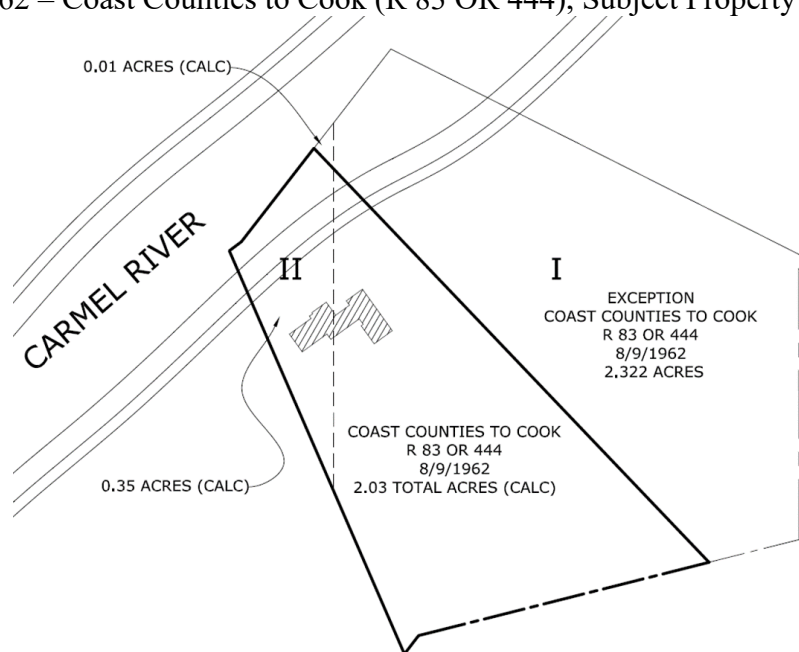 62 – Coast Counties to Cook (R 83 OR 444), Subject Property
0.01 ACRES (CALC)
CARMEL RIVER
II
I
EXCEPTION
COAST COUNTIES TO COOK
R 83 OR 444
8/9/1962
2.322 ACRES
COAST COUNTIES TO COOK
R 83 OR 444
8/9/1962
2.03 TOTAL ACRES (CALC)
0.35 ACRES (CALC)